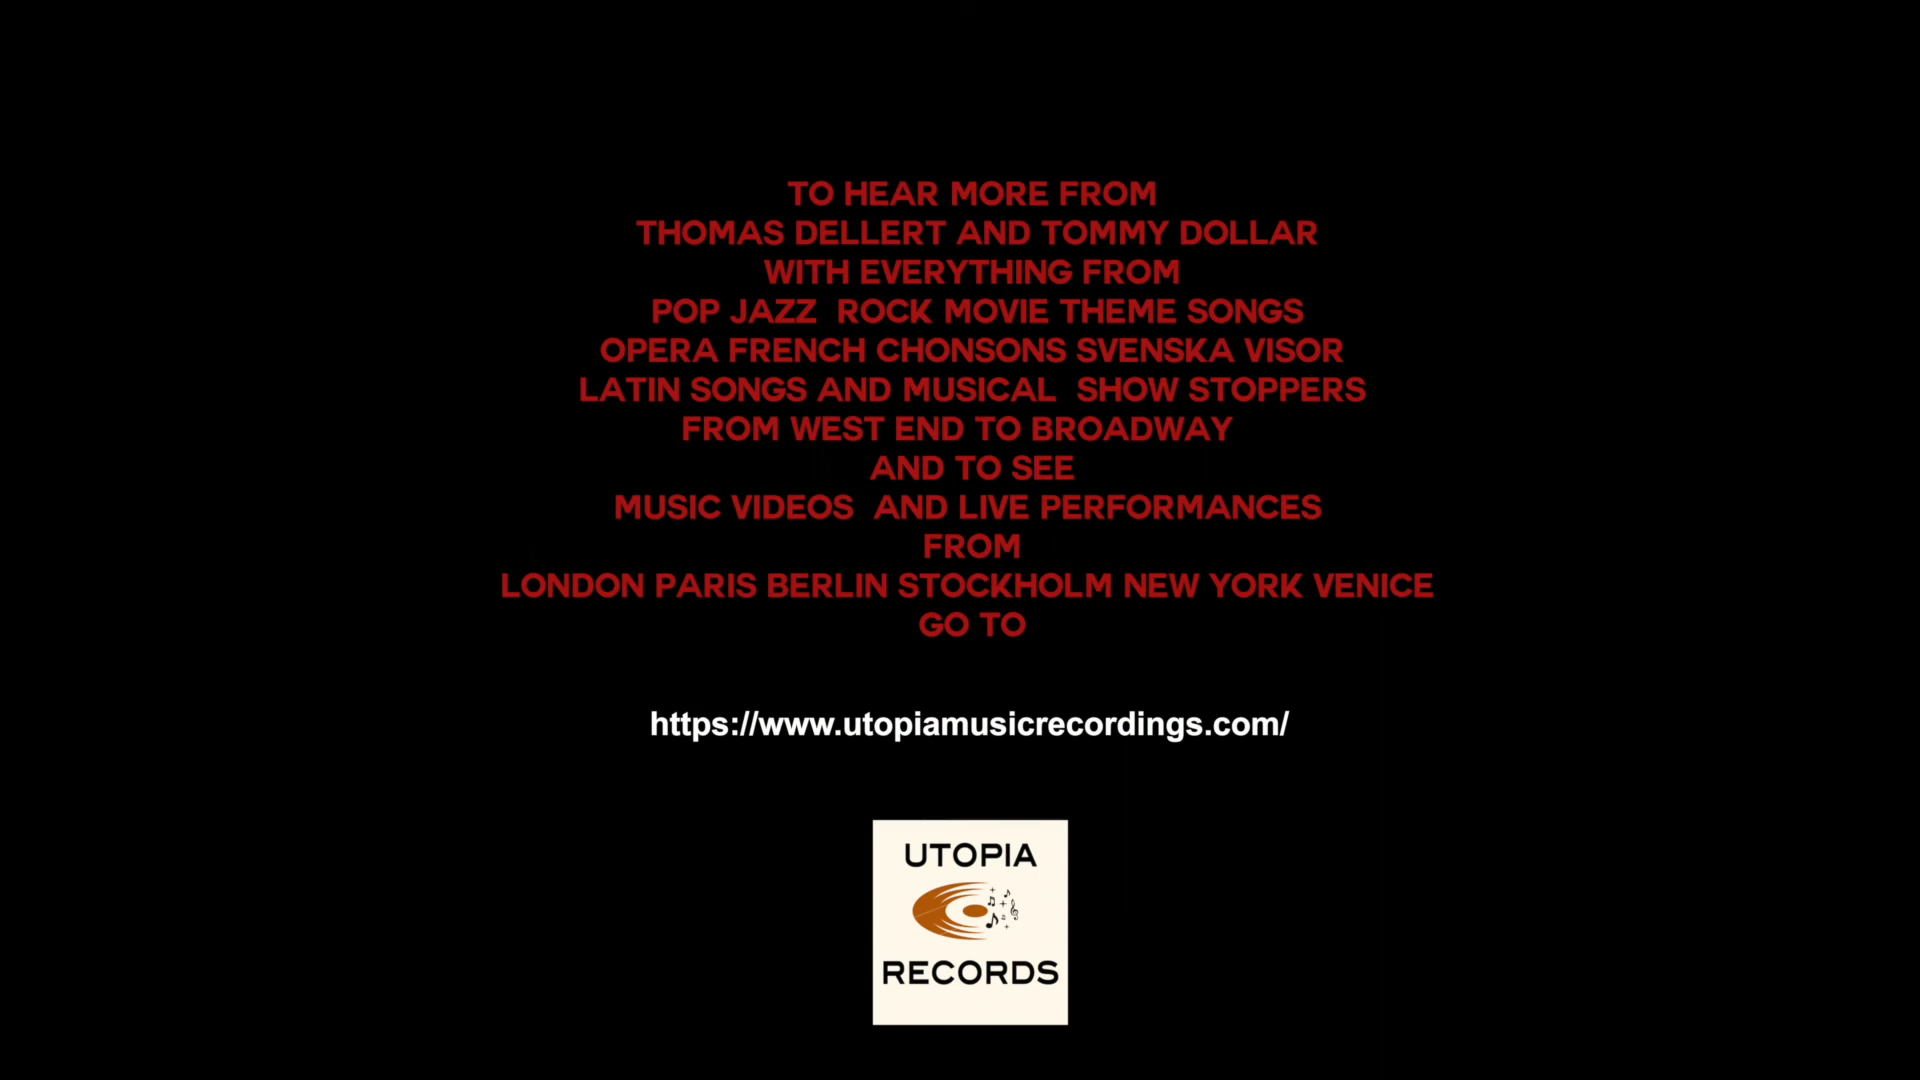 TO HEAR MORE FROM
THOMAS DELLERT AND TOMMY DOLLAR
WITH EVERYTHING FROM
POP JAZZ  ROCK MOVIE THEME SONGS
OPERA FRENCH CHONSONS SVENSKA VISOR
LATIN SONGS AND MUSICAL  SHOW STOPPERS
FROM WEST END TO BROADWAY
AND TO SEE
MUSIC VIDEOS  AND LIVE PERFORMANCES
FROM
LONDON PARIS BERLIN STOCKHOLM NEW YORK VENICE
GO TO
https://www.utopiamusicrecordings.com/
UTOPIA
RECORDS